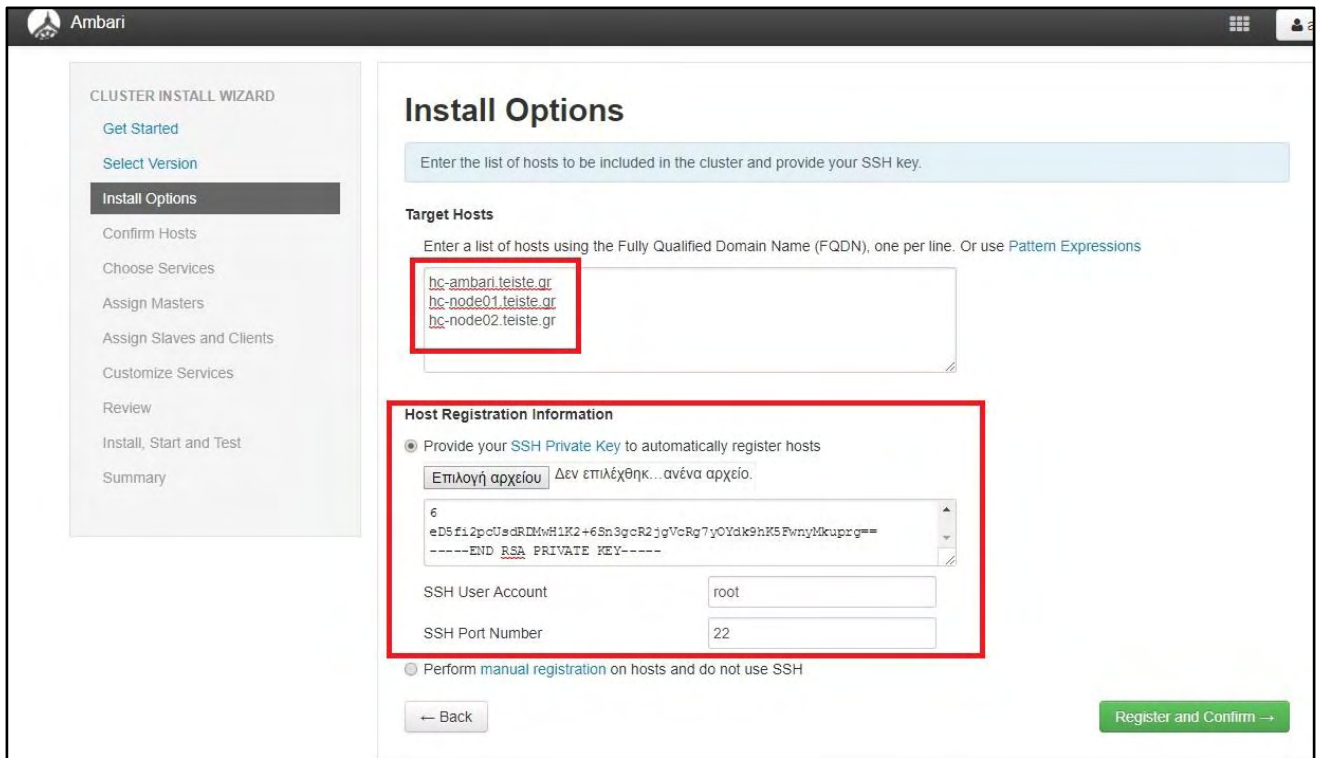 Ambari
CLUSTER INSTALL WIZARD
Get Started
Select Version
Install Options
Confirm Hosts
Choose Services
Assign Masters
Assign Slaves and Clients
Customize Services
Review
Install, Start and Test
Summary
Install Options
Enter the list of hosts to be included in the cluster and provide your SSH key.
Target Hosts
Enter a list of hosts using the Fully Qualified Domain Name (FQDN), one per line. Or use Pattern Expressions
hc-ambari.teiste.gr
hc-node01.teiste.gr
hc-node02.teiste.gr
Host Registration Information
Provide your SSH Private Key to automatically register hosts
Επιλογή αρχείου Δεν επιλέχθηκ...ανένα αρχείο.
6
eD5fi2pcUsdRDMwH1K2+6Sn3gcR2jgVcRg7yOYdk9hK5FwnyMkuprg==
-----END RSA PRIVATE KEY-----
SSH User Account root
SSH Port Number 22
Perform manual registration on hosts and do not use SSH
← Back
Register and Confirm →